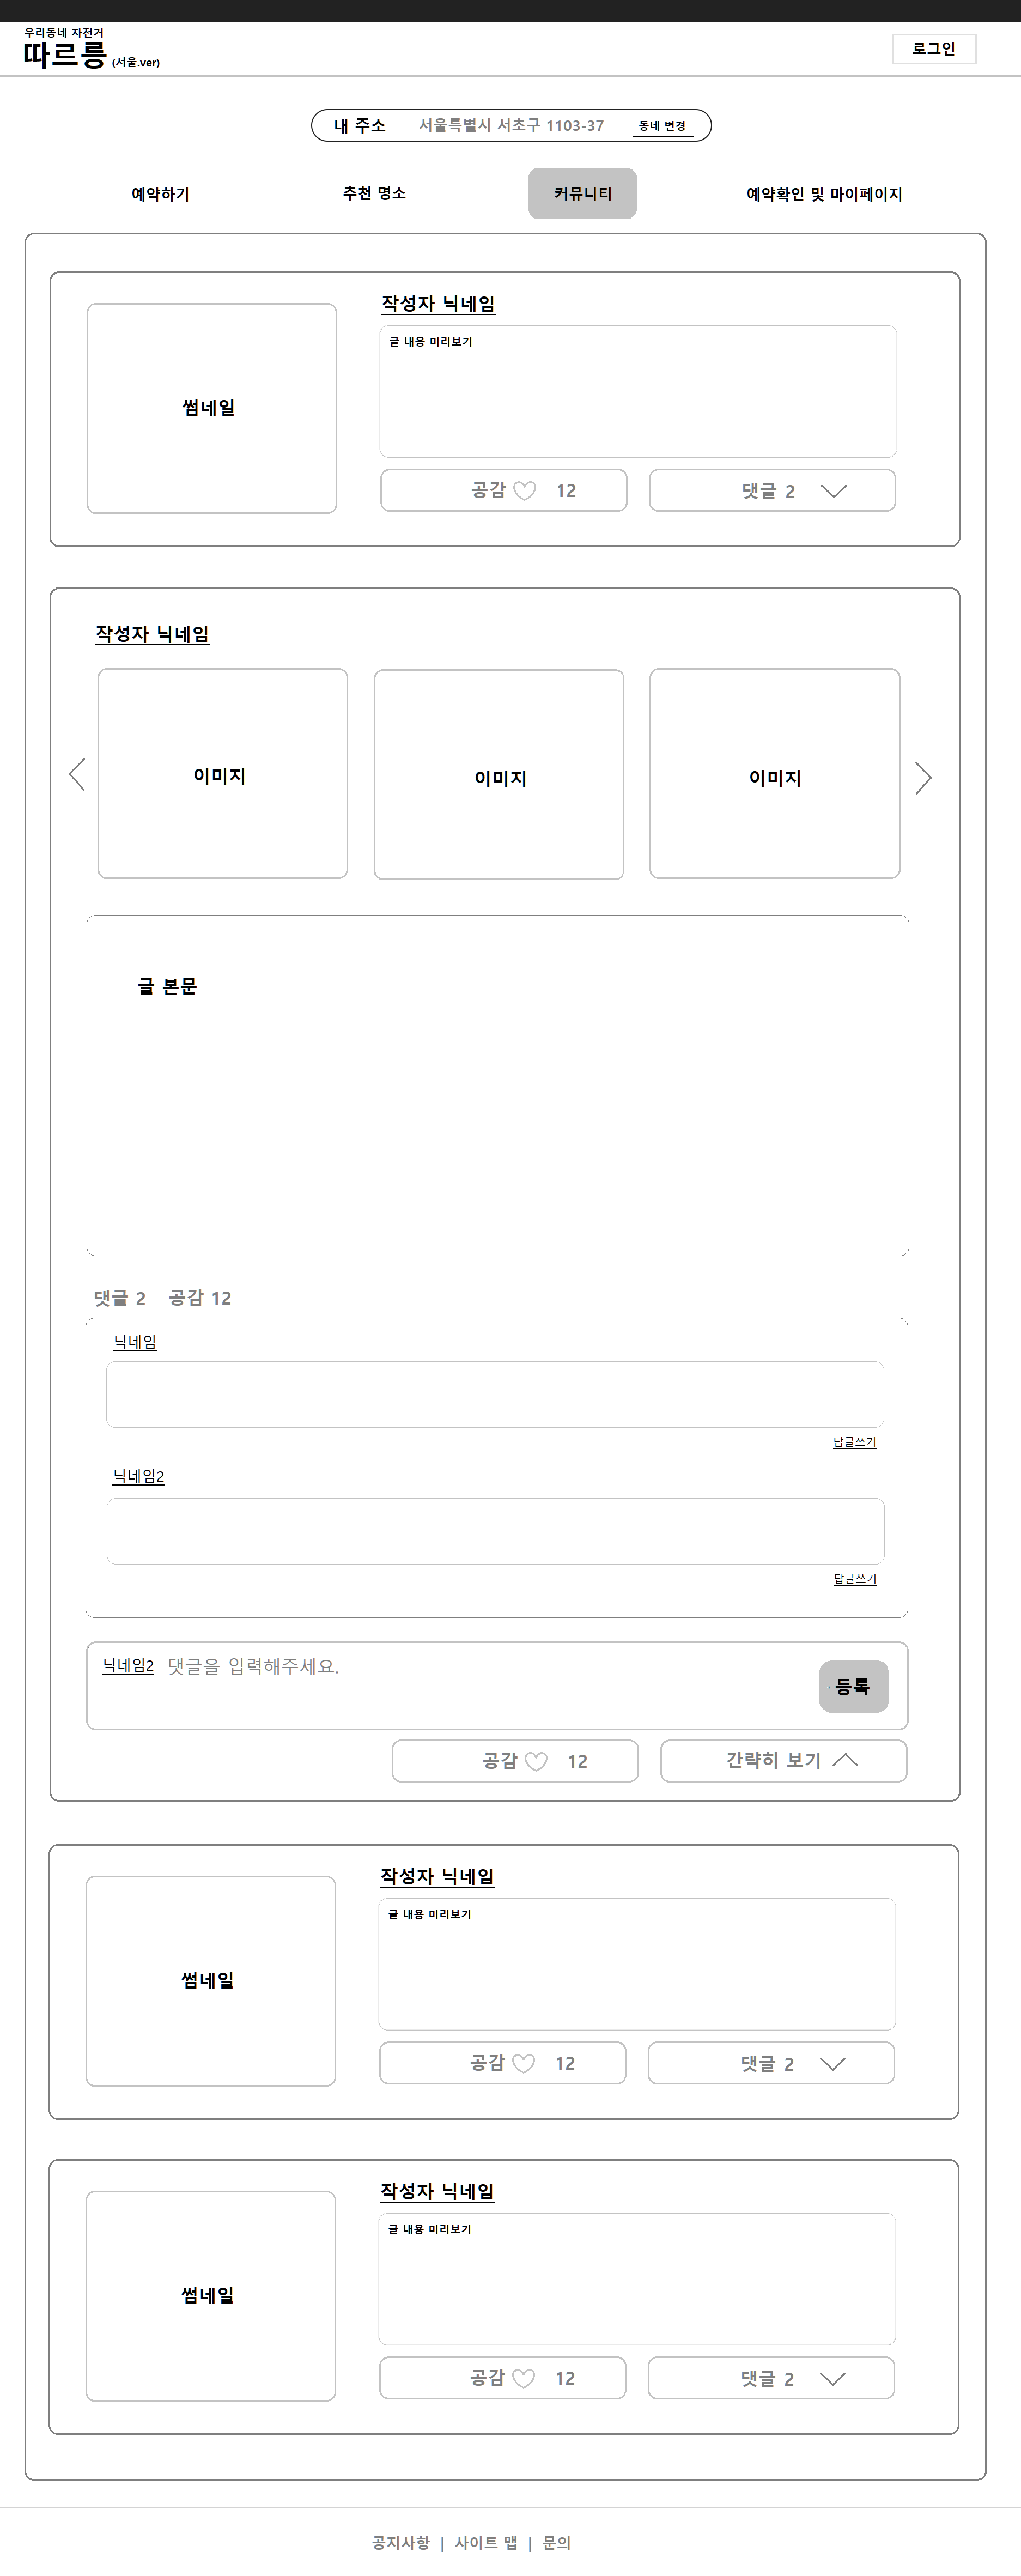 우리동네 자전거
따르릉 (서울.ver)
로그인
내 주소 서울특별시 서초구 1103-37 동네 변경
예약하기 추천 명소 커뮤니티 예약확인 및 마이페이지
썸네일
작성자 닉네임
글 내용 미리보기
공감 12 댓글 2
작성자 닉네임
이미지 이미지 이미지
글 본문
댓글 2 공감 12
닉네임
답글쓰기
닉네임2
답글쓰기
닉네임2 댓글을 입력해주세요.
등록
공감 12 간략히 보기
썸네일
작성자 닉네임
글 내용 미리보기
공감 12 댓글 2
썸네일
작성자 닉네임
글 내용 미리보기
공감 12 댓글 2
공지사항 | 사이트 맵 | 문의